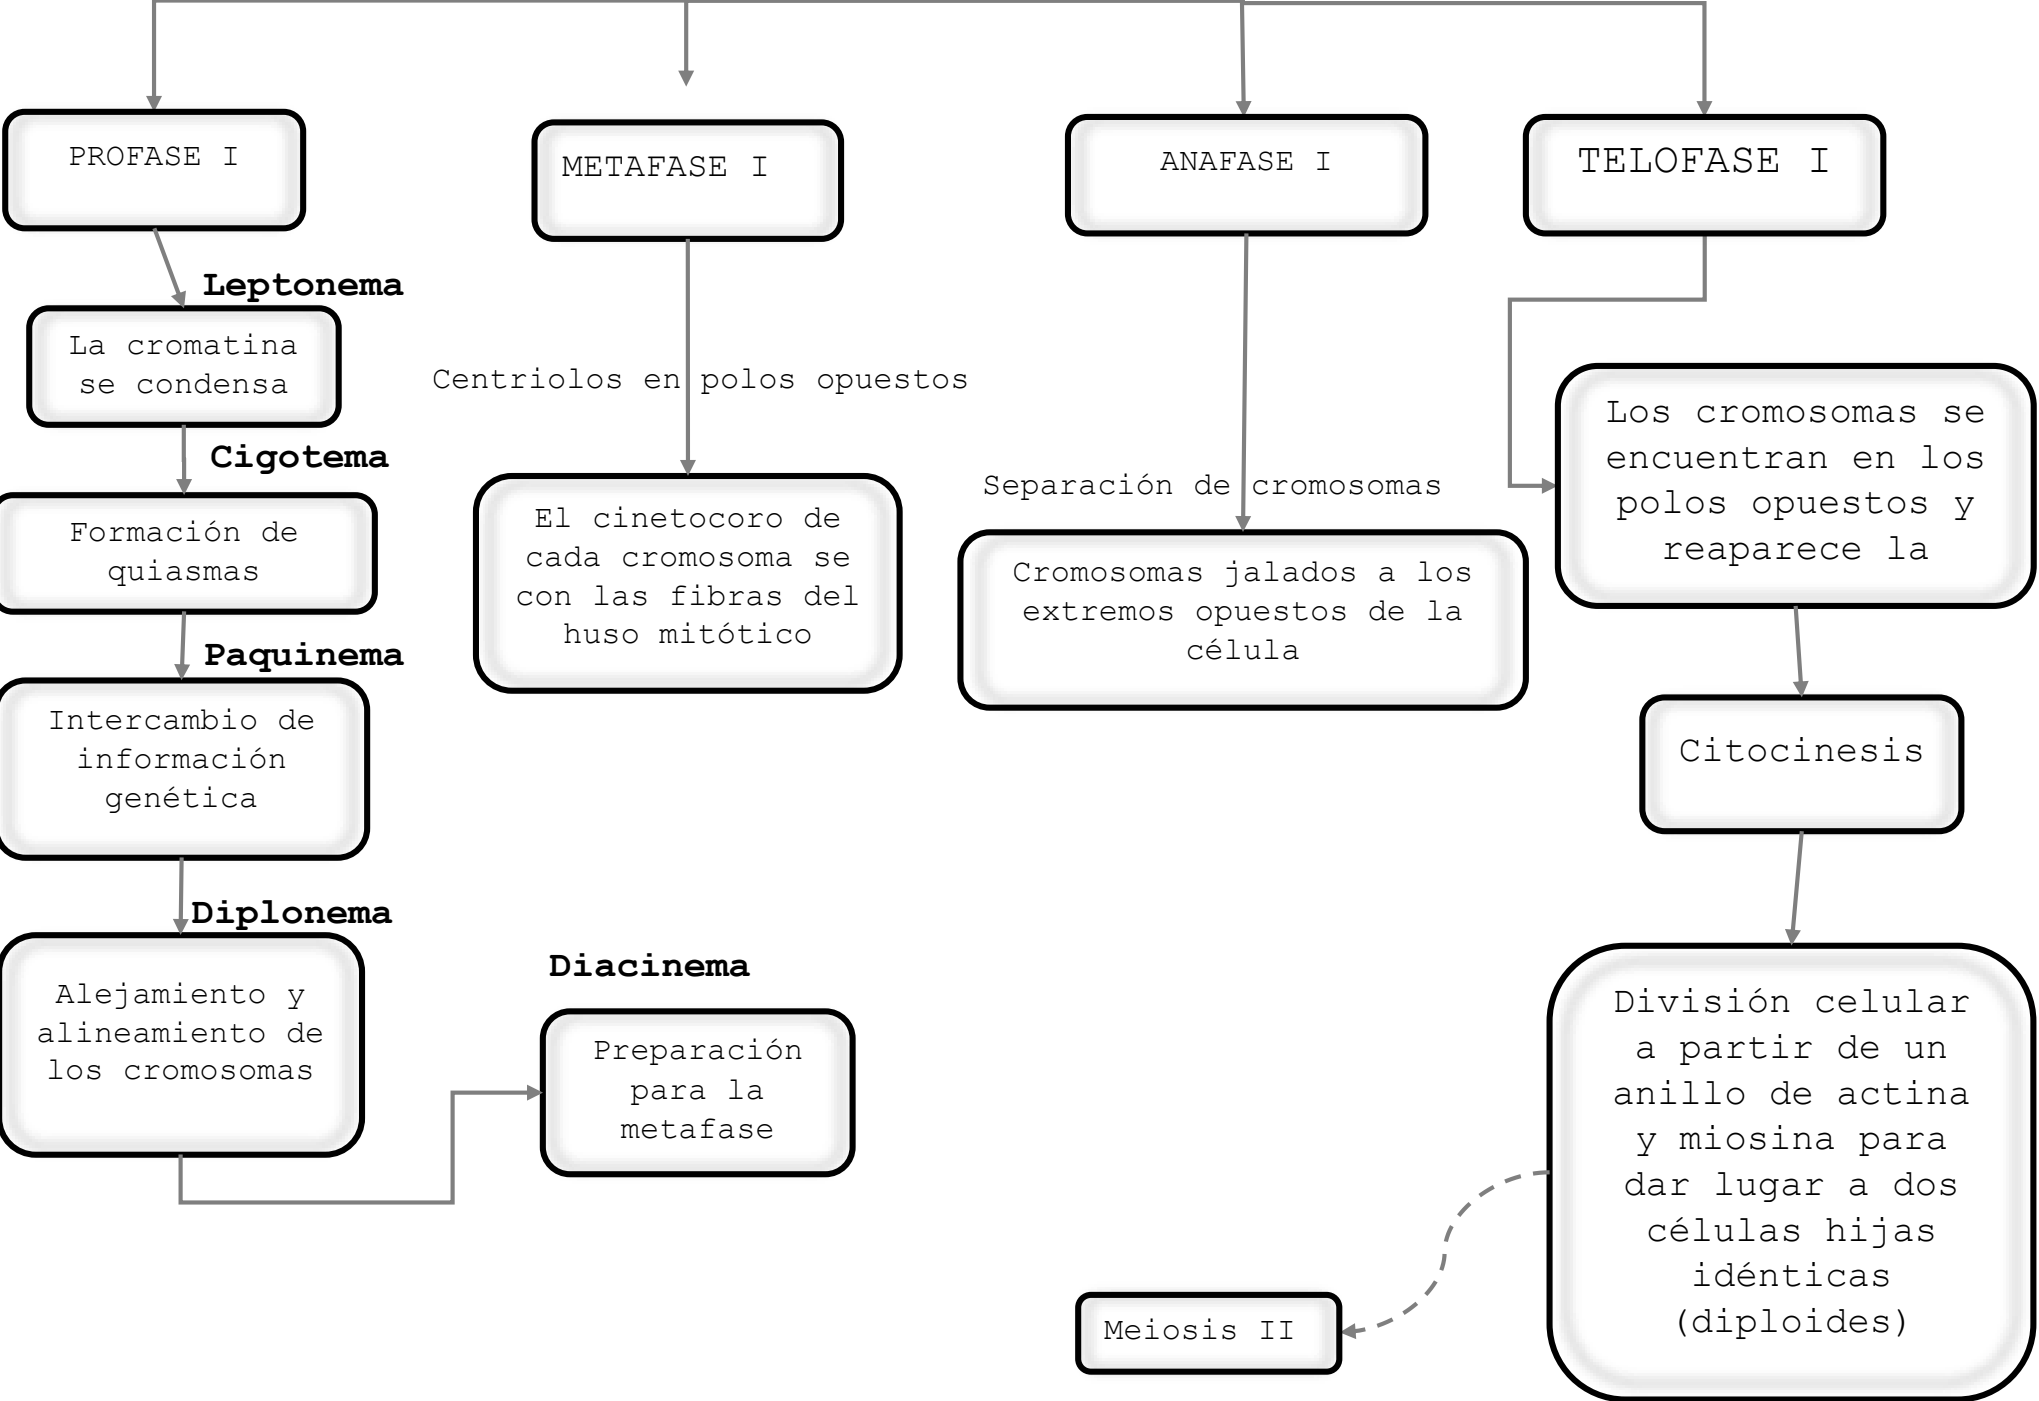 PROFASE I
METAFASE I
ANAFASE I
TELOFASE I
Leptonema
La cromatina
se condensa
Cigotema
Formación de
quiasmas
Paquinema
Intercambio de
información
genética
Diplonema
Alejamiento y
alineamiento de
los cromosomas
Diacinema
Preparación
para la
metafase
Centriolos en polos opuestos
El cinetocoro de
cada cromosoma se
con las fibras del
huso mitótico
Separación de cromosomas
Cromosomas jalados a los
extremos opuestos de la
célula
Los cromosomas se
encuentran en los
polos opuestos y
reaparece la
Citocinesis
División celular
a partir de un
anillo de actina
y miosina para
dar lugar a dos
células hijas
idénticas
(diploides)
Meiosis II